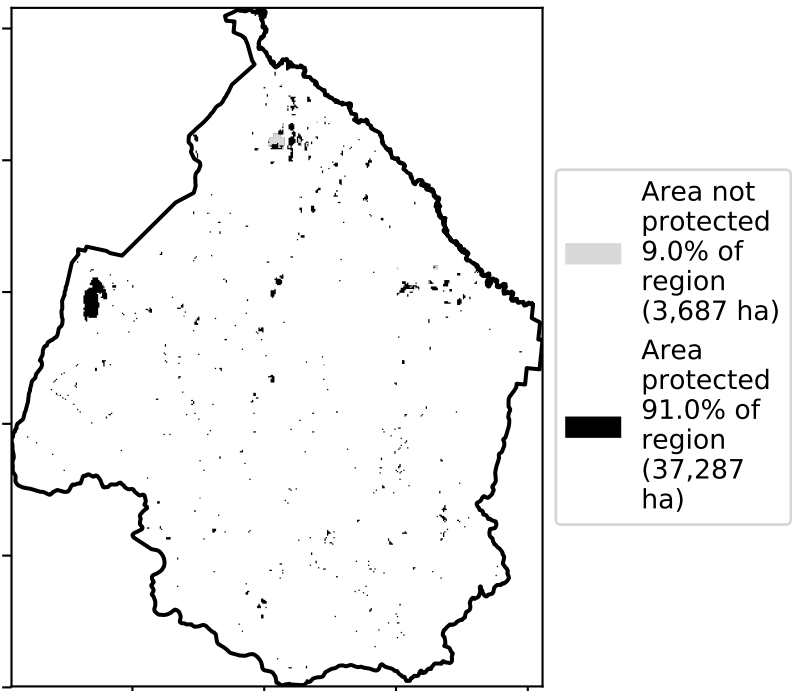 Area not
protected
9.0% of
region
(3,687 ha)
Area
protected
91.0% of
region
(37,287
ha)